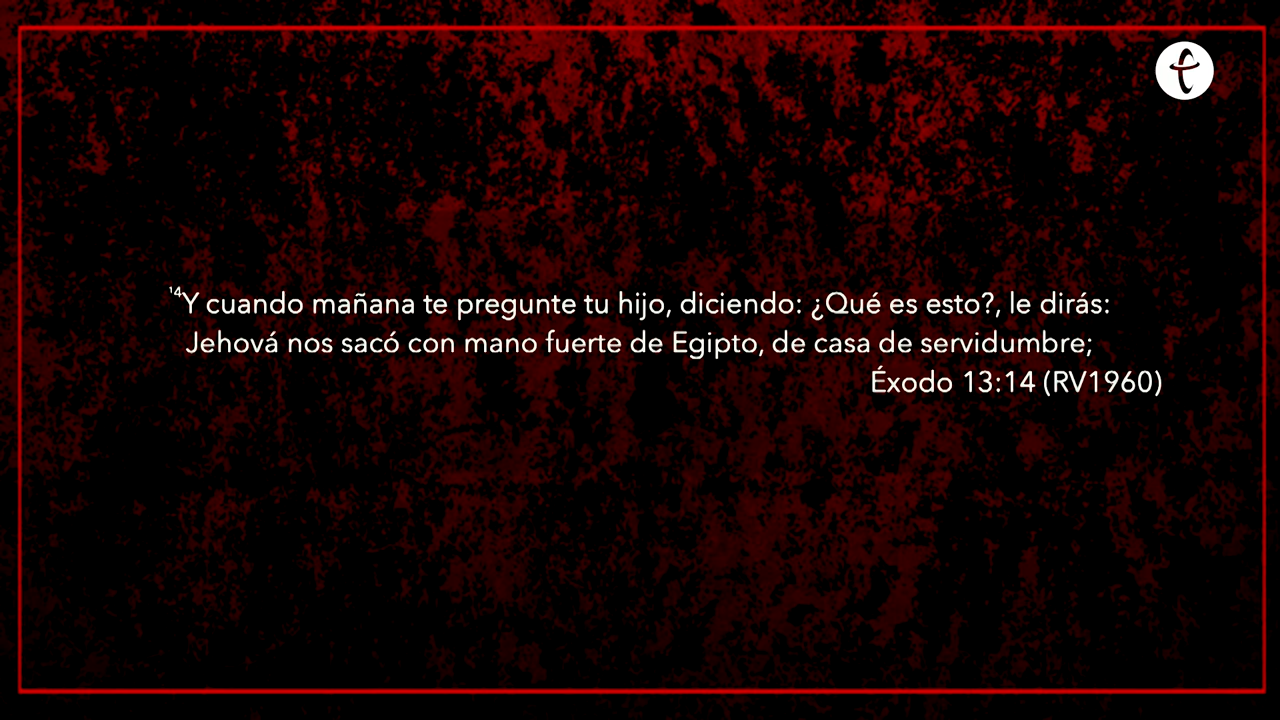 ¹⁴Y cuando mañana te pregunte tu hijo, diciendo: ¿Qué es esto?, le dirás:
Jehová nos sacó con mano fuerte de Egipto, de casa de servidumbre;
Éxodo 13:14 (RV1960)